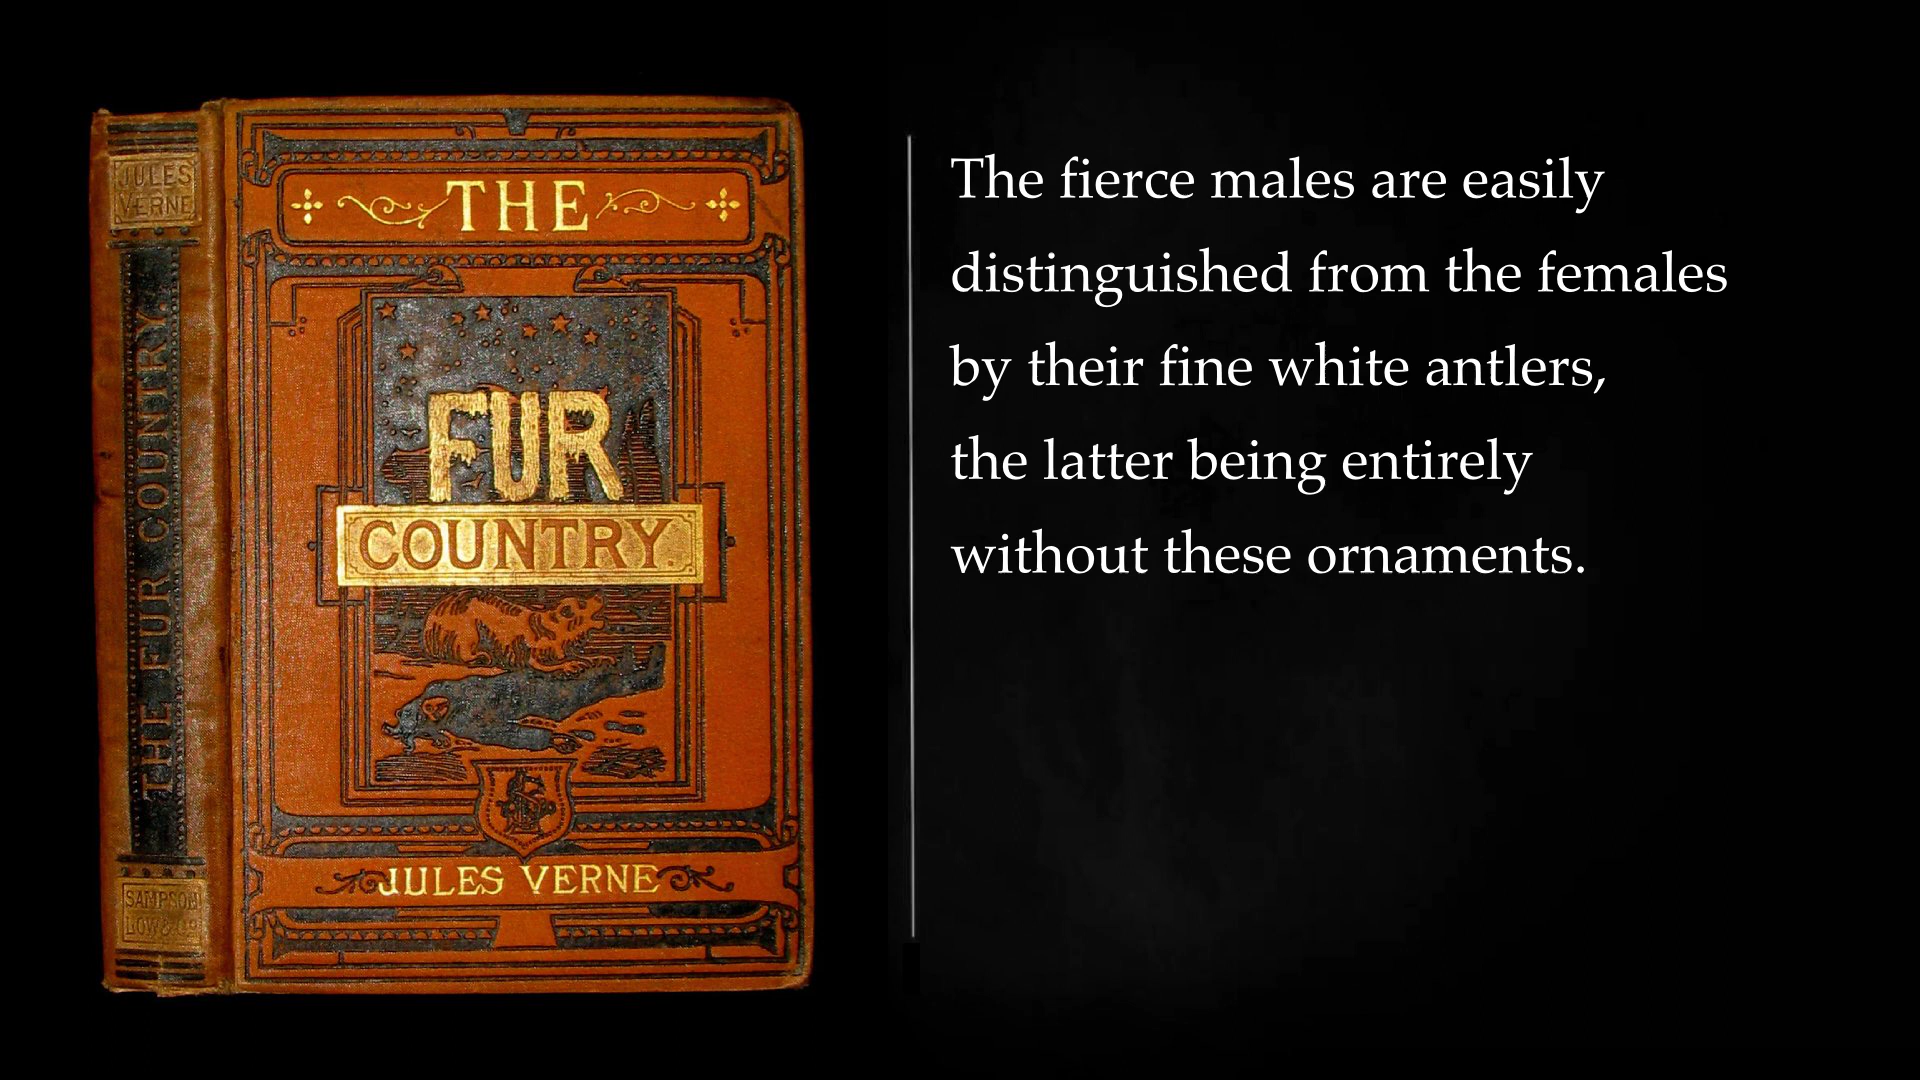 JULES
VERNE
THE FUR COUNTRY.
SAMPSON
LOW & Co
THE
FUR
COUNTRY.
JULES VERNE
The fierce males are easily
distinguished from the females
by their fine white antlers,
the latter being entirely
without these ornaments.